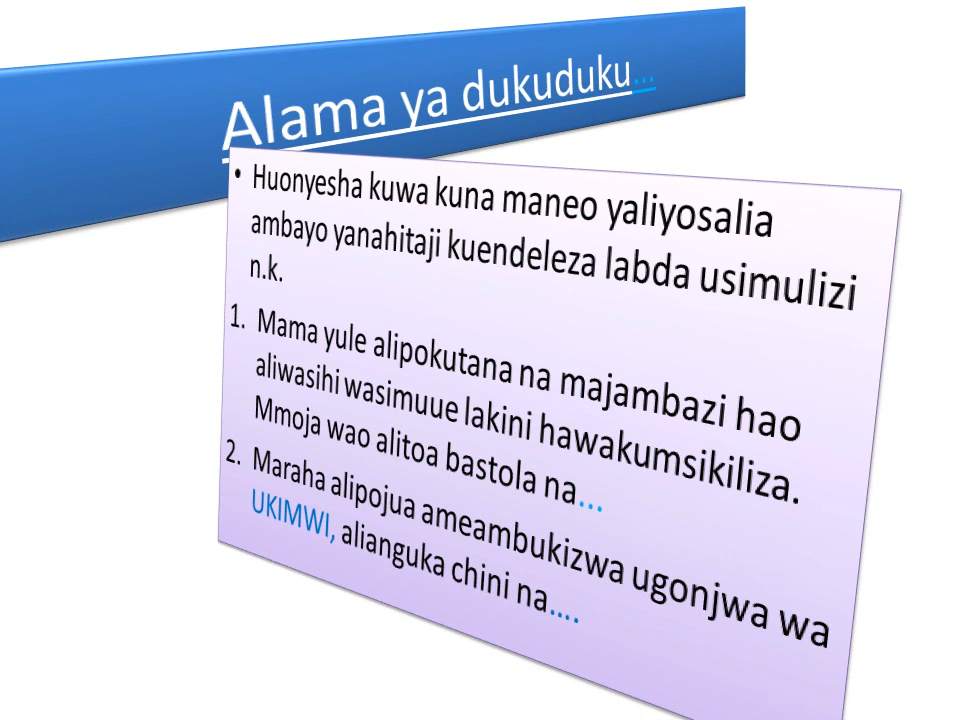 Alama ya dukuduku…
• Huonyesha kuwa kuna maneo yaliyosalia
ambayo yanahitaji kuendeleza labda usimulizi
n.k.
1. Mama yule alipokutana na majambazi hao
aliwasihi wasimuue lakini hawakumsikiliza.
Mmoja wao alitoa bastola na…
2. Maraha alipojua ameambukizwa ugonjwa wa
UKIMWI, alianguka chini na….